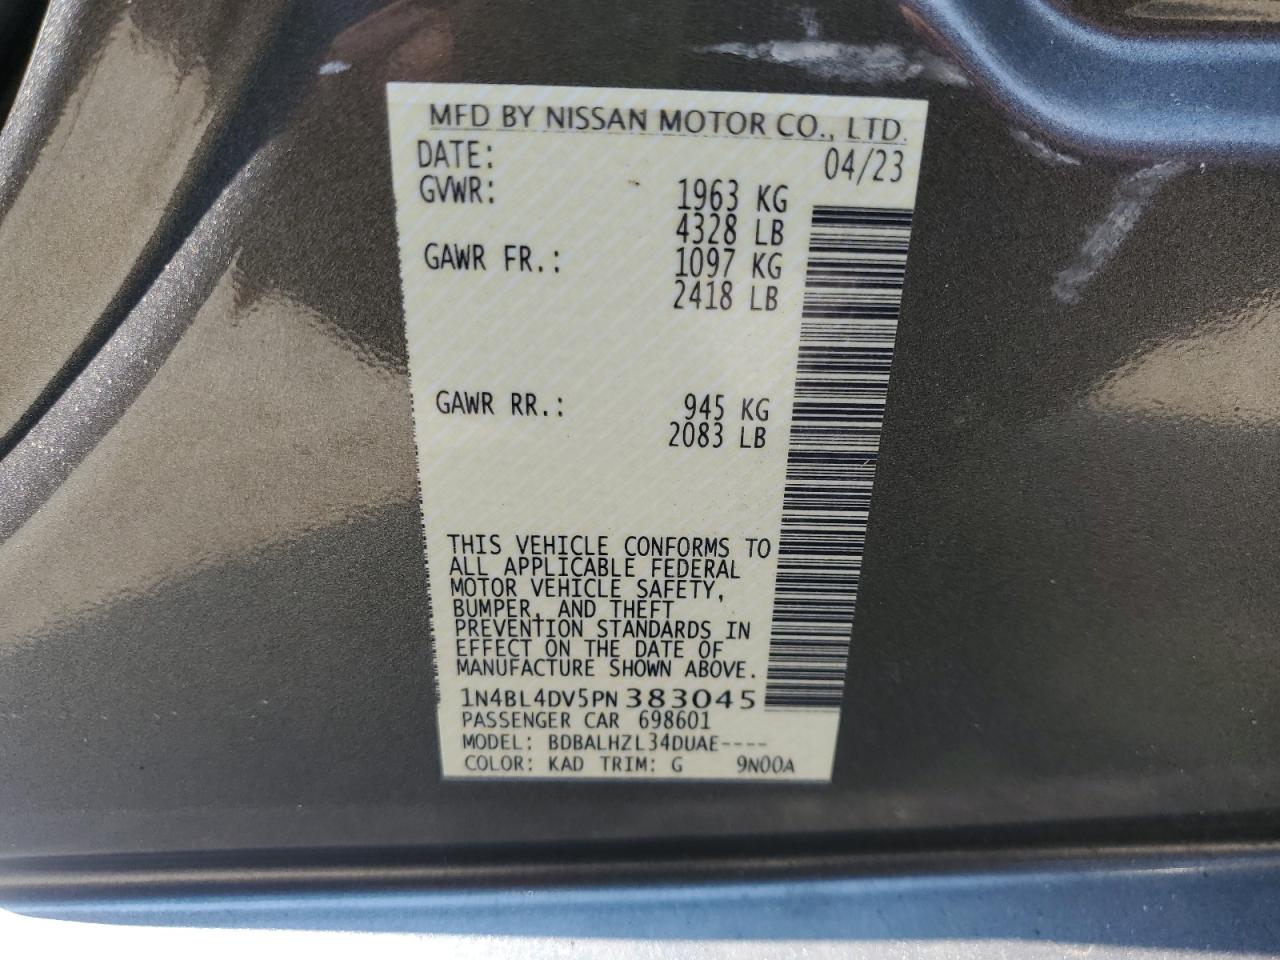 MFD BY NISSAN MOTOR CO., LTD.
DATE: 04/23
GVWR: 1963 KG
4328 LB
GAWR FR.: 1097 KG
2418 LB
GAWR RR.: 945 KG
2083 LB
THIS VEHICLE CONFORMS TO
ALL APPLICABLE FEDERAL
MOTOR VEHICLE SAFETY,
BUMPER, AND THEFT
PREVENTION STANDARDS IN
EFFECT ON THE DATE OF
MANUFACTURE SHOWN ABOVE.
1N4BL4DV5PN383045
PASSENGER CAR 698601
MODEL: BDBALHZL34DUAE----
COLOR: KAD TRIM: G 9N00A